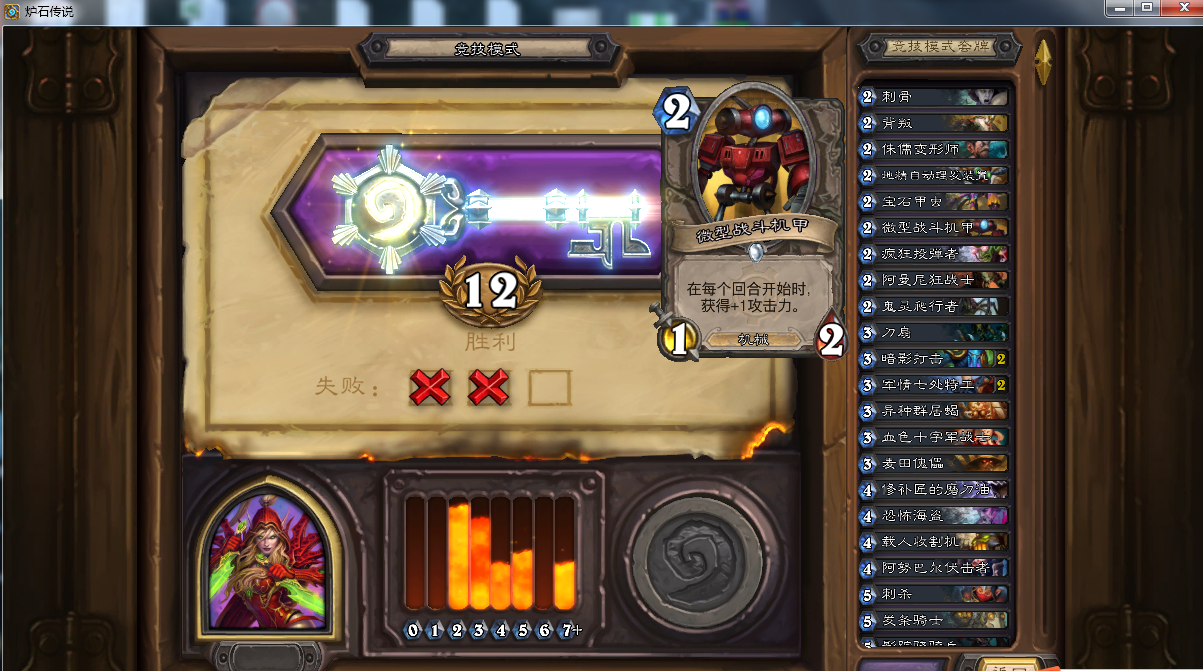 炉石传说
竞技模式
竞技模式套牌
12
胜利
失败：
2
微型战斗机甲
在每个回合开始时，
获得+1攻击力。
机械
1
2
0 1 2 3 4 5 6 7+
2 刺骨
2 背叛
2 侏儒变形师
2 地精自动理发装置
2 宝石甲虫
2 微型战斗机甲
2 疯狂投弹者
2 阿曼尼狂战士
2 鬼灵爬行者
3 刀扇
3 暗影打击 2
3 军情七处特工 2
3 异种群居蝎
3 血色十字军战士
3 麦田傀儡
4 修补匠的磨刀油
4 恐怖海盗
4 载人收割机
4 阿努巴尔伏击者
5 刺杀
5 发条骑士
返回